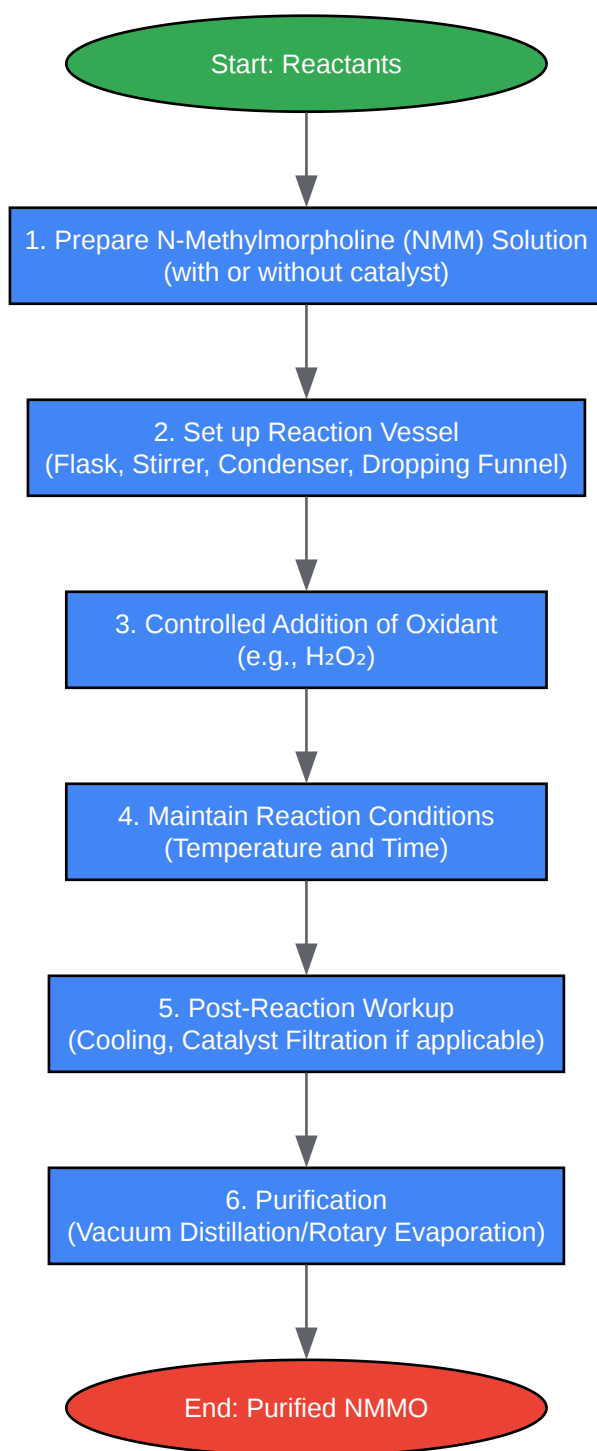 Start: Reactants
1. Prepare N-Methylmorpholine (NMM) Solution
(with or without catalyst)
2. Set up Reaction Vessel
(Flask, Stirrer, Condenser, Dropping Funnel)
3. Controlled Addition of Oxidant
(e.g., H₂O₂)
4. Maintain Reaction Conditions
(Temperature and Time)
5. Post-Reaction Workup
(Cooling, Catalyst Filtration if applicable)
6. Purification
(Vacuum Distillation/Rotary Evaporation)
End: Purified NMMO